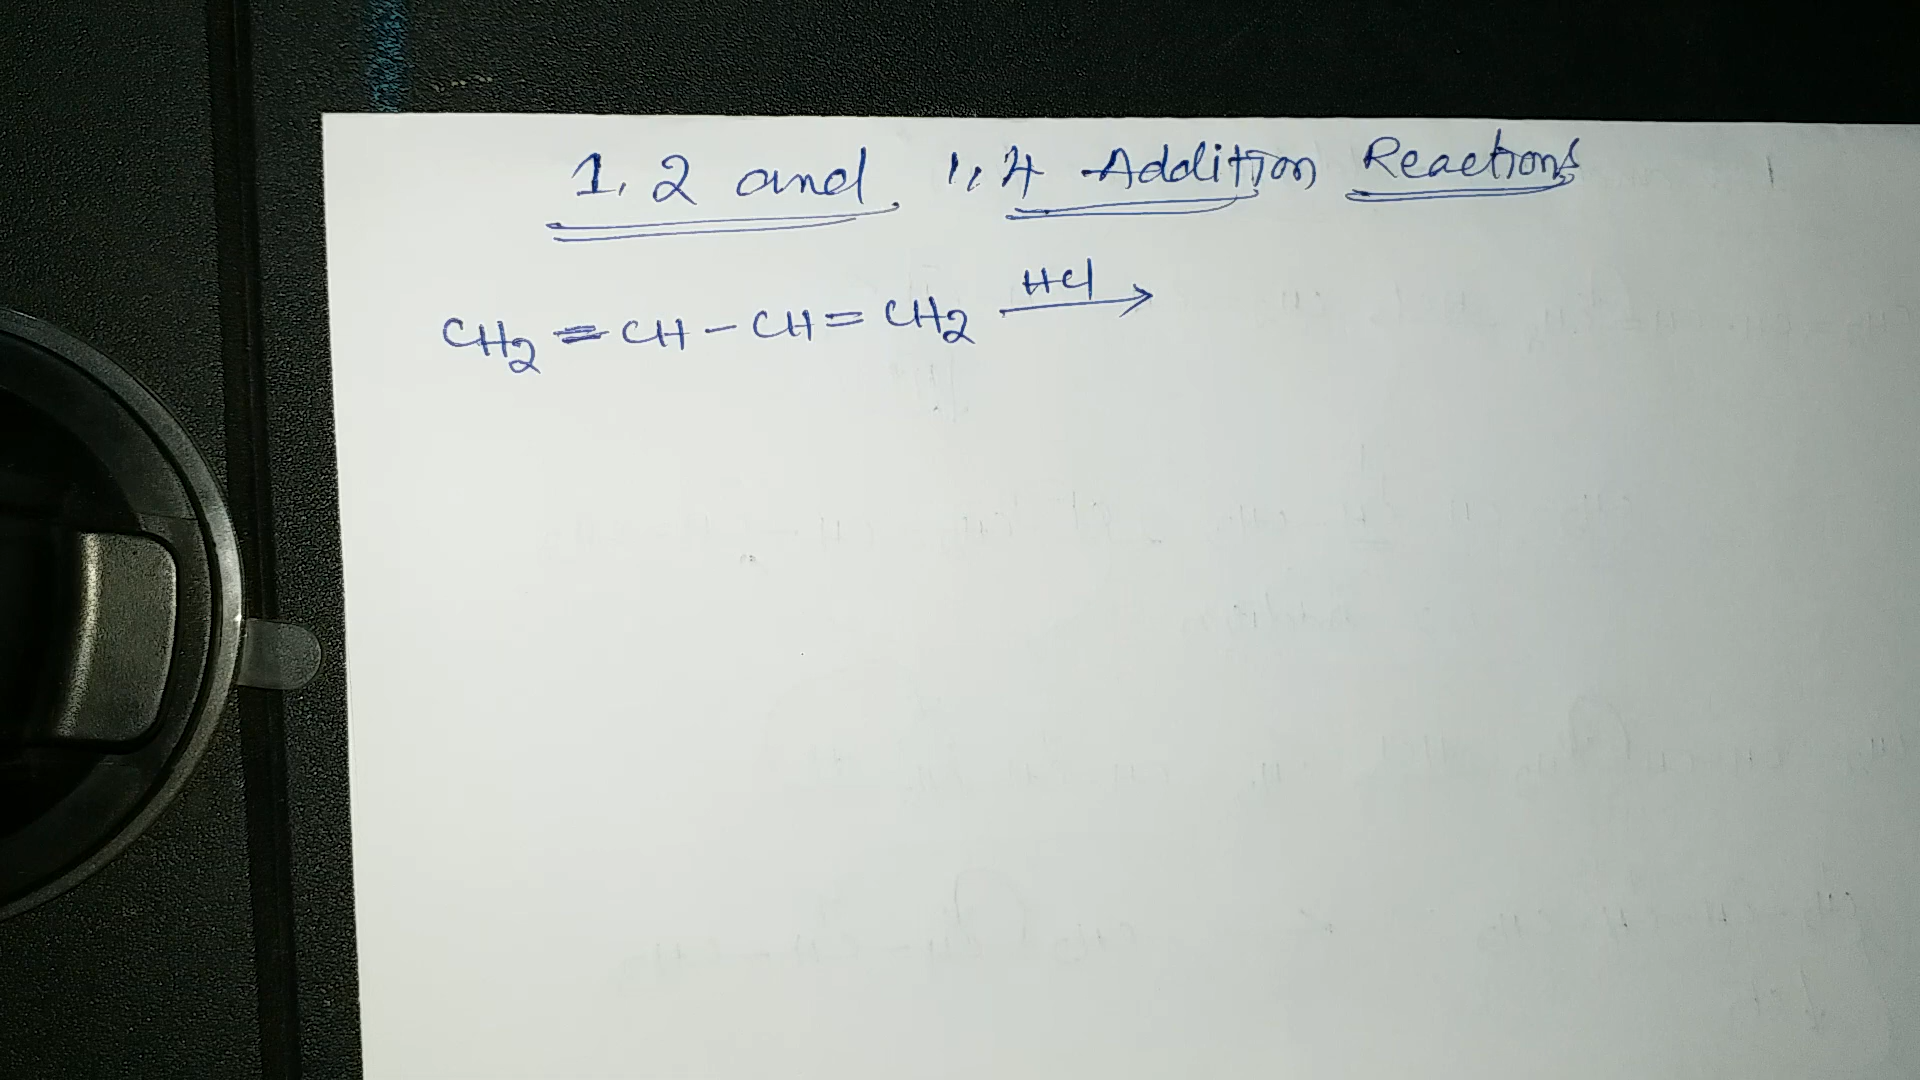 1, 2 and 1,4 Addition Reactions
CH₂ = CH - CH = CH₂ HCl →